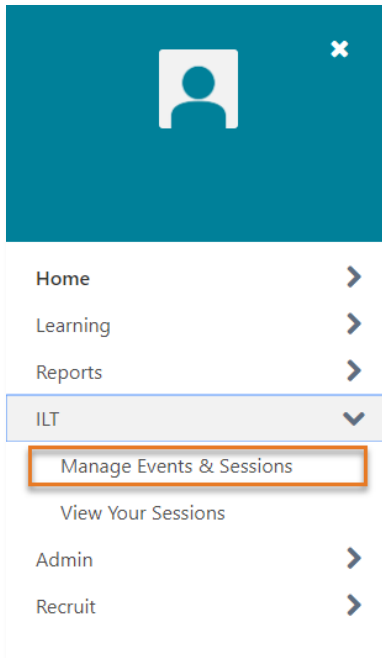 Home
Learning
Reports
ILT
Manage Events & Sessions
View Your Sessions
Admin
Recruit